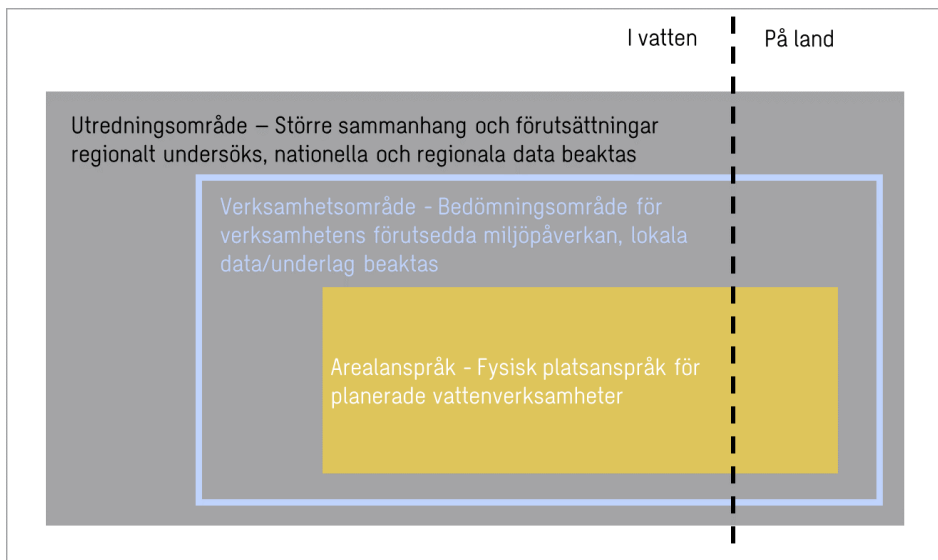 I vatten
På land
Utredningsområde – Större sammanhang och förutsättningar
regionalt undersöks, nationella och regionala data beaktas
Verksamhetsområde - Bedömningsområde för
verksamhetens förutsedda miljöpåverkan, lokala
data/underlag beaktas
Arealanspråk - Fysisk platsanspråk för
planerade vattenverksamheter